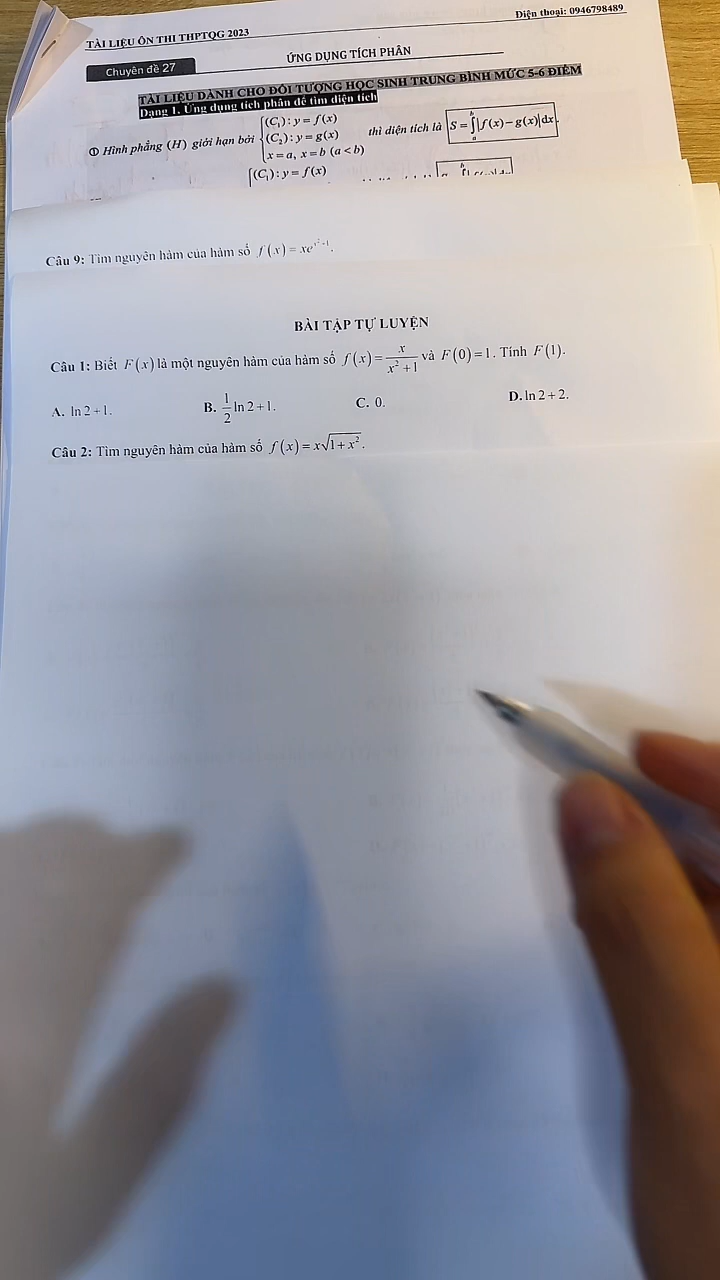 Điện thoại: 0946798489
TÀI LIỆU ÔN THI THPTQG 2023
Chuyên đề 27
ỨNG DỤNG TÍCH PHÂN
TÀI LIỆU DÀNH CHO ĐỐI TƯỢNG HỌC SINH TRUNG BÌNH MỨC 5-6 ĐIỂM
Dạng 1. Ứng dụng tích phân để tìm diện tích
① Hình phẳng (H) giới hạn bởi { (C₁): y = f(x)
(C₂): y = g(x)
x = a, x = b (a < b)
thì diện tích là S = ∫ₐᵇ |f(x) − g(x)| dx.
(C₁): y = f(x)
Câu 9: Tìm nguyên hàm của hàm số f(x) = xe^(x²+1).
BÀI TẬP TỰ LUYỆN
Câu 1: Biết F(x) là một nguyên hàm của hàm số f(x) = x/(x²+1) và F(0) = 1. Tính F(1).
A. ln 2 + 1. B. 1/2 ln 2 + 1. C. 0. D. ln 2 + 2.
Câu 2: Tìm nguyên hàm của hàm số f(x) = x√(1 + x²).